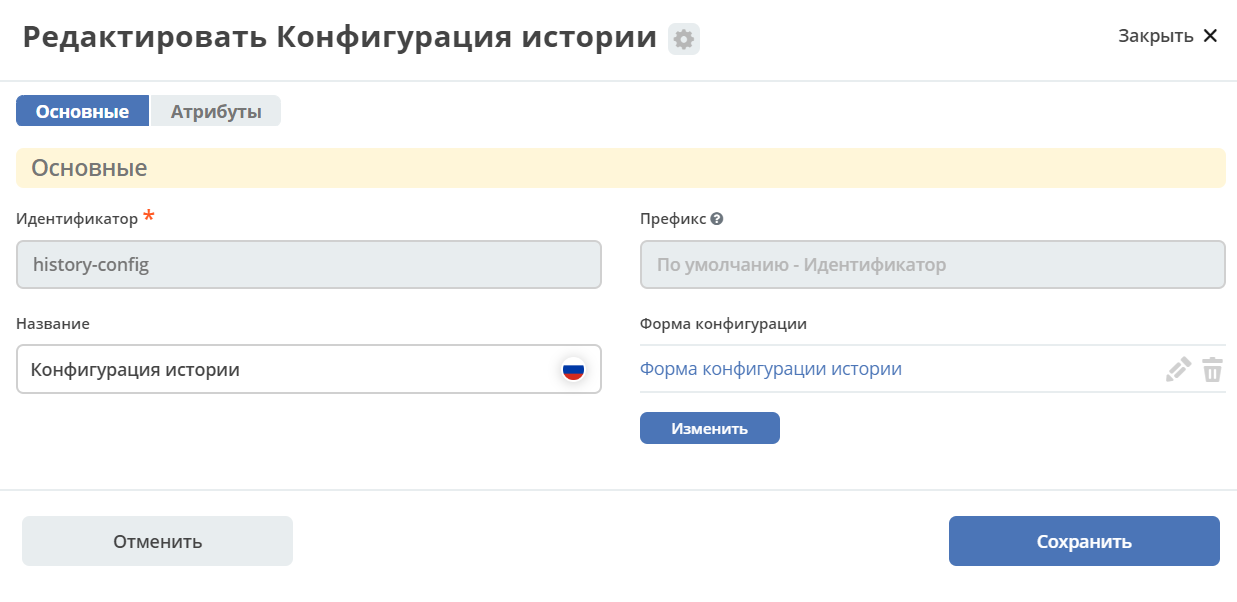 Редактировать Конфигурация истории
Закрыть
Основные
Атрибуты
Основные
Идентификатор *
Префикс
history-config
По умолчанию - Идентификатор
Название
Форма конфигурации
Конфигурация истории
Форма конфигурации истории
Изменить
Отменить
Сохранить